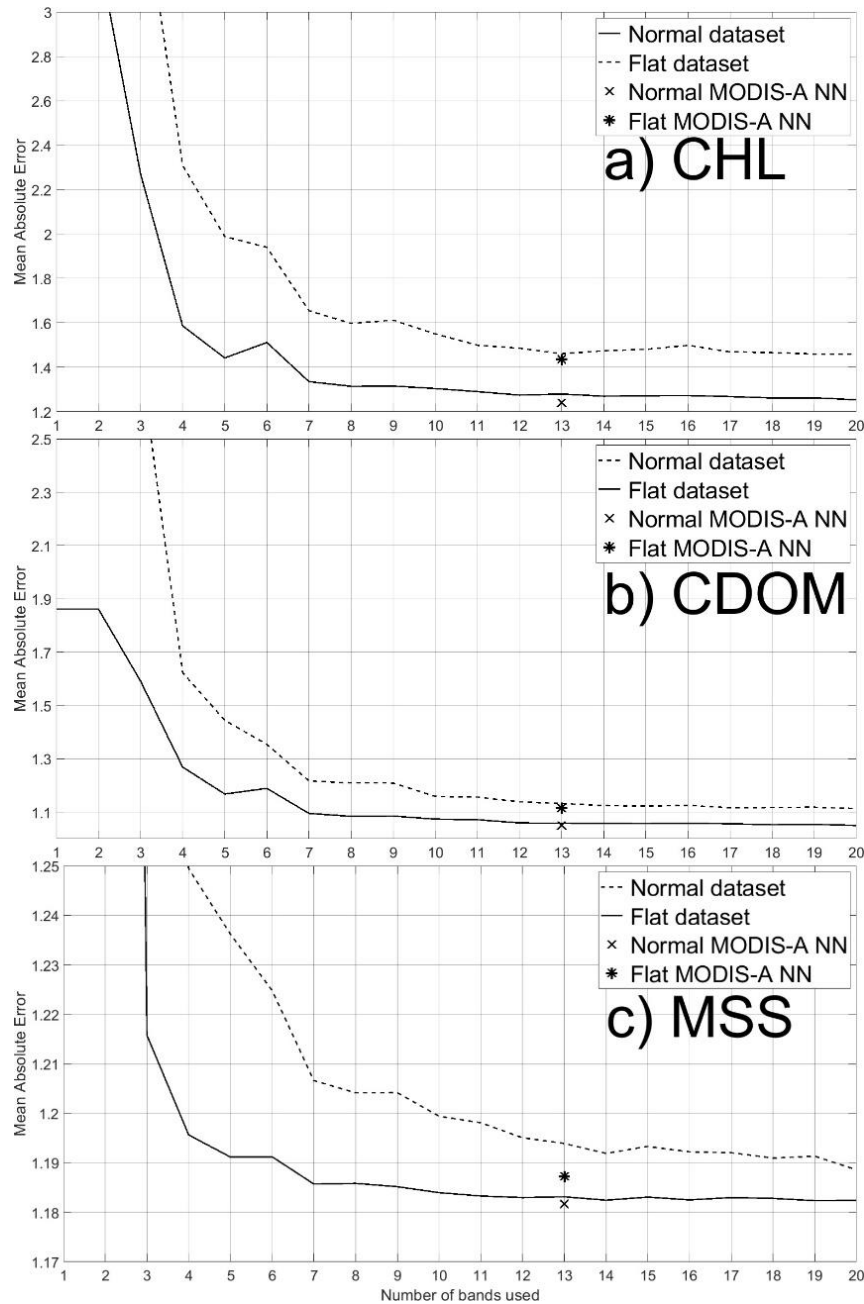 3
2.8
2.6
2.4
2.2
2
1.8
1.6
1.4
1.2
Mean Absolute Error
Normal dataset
Flat dataset
Normal MODIS-A NN
Flat MODIS-A NN
a) CHL
1 2 3 4 5 6 7 8 9 10 11 12 13 14 15 16 17 18 19 20
2.5
2.3
2.1
1.9
1.7
1.5
1.3
1.1
Mean Absolute Error
Normal dataset
Flat dataset
Normal MODIS-A NN
Flat MODIS-A NN
b) CDOM
1 2 3 4 5 6 7 8 9 10 11 12 13 14 15 16 17 18 19 20
1.25
1.24
1.23
1.22
1.21
1.2
1.19
1.18
1.17
Mean Absolute Error
Normal dataset
Flat dataset
Normal MODIS-A NN
Flat MODIS-A NN
c) MSS
1 2 3 4 5 6 7 8 9 10 11 12 13 14 15 16 17 18 19 20
Number of bands used